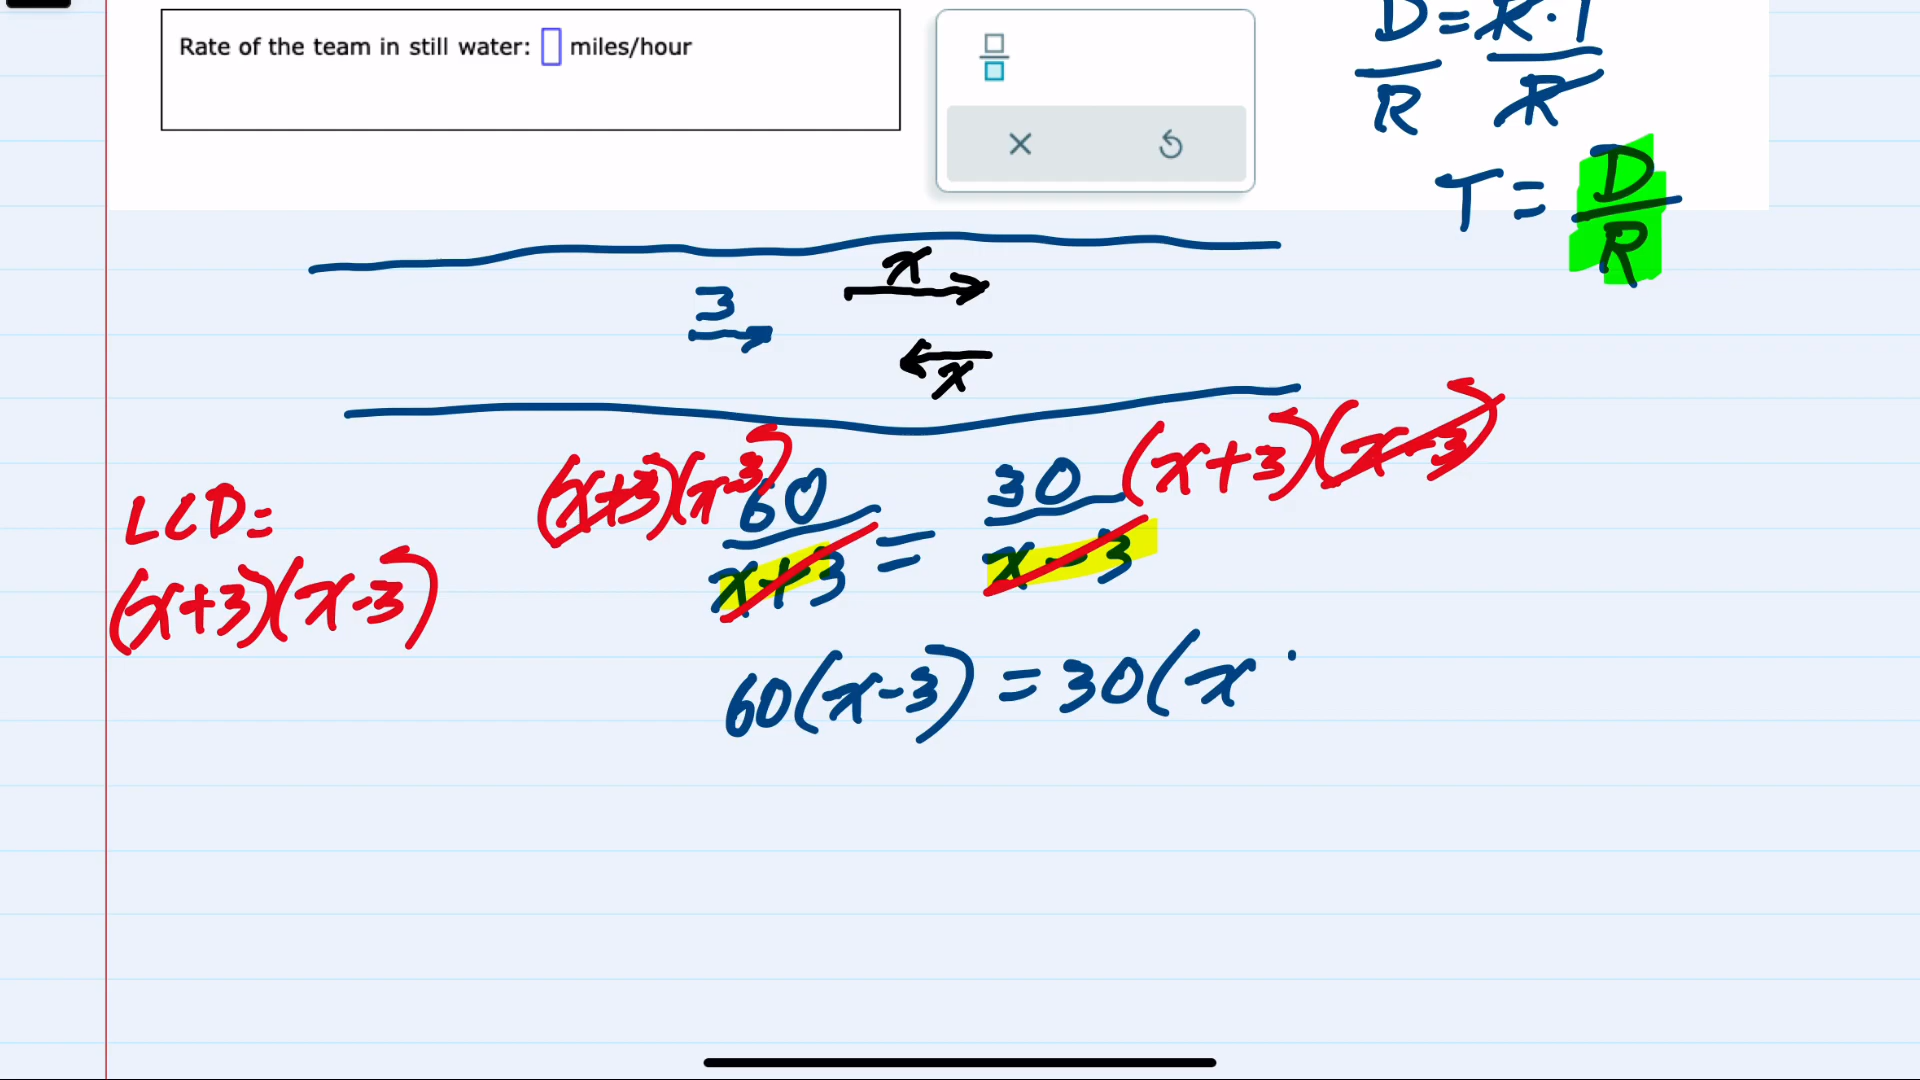 Rate of the team in still water: miles/hour
D = R · T
R R
T = D/R
x
3
x
LCD =
(x+3)(x-3)
(x+3)(x-3) 60/x+3 = 30/x-3 (x+3)(x-3)
60(x-3) = 30(x